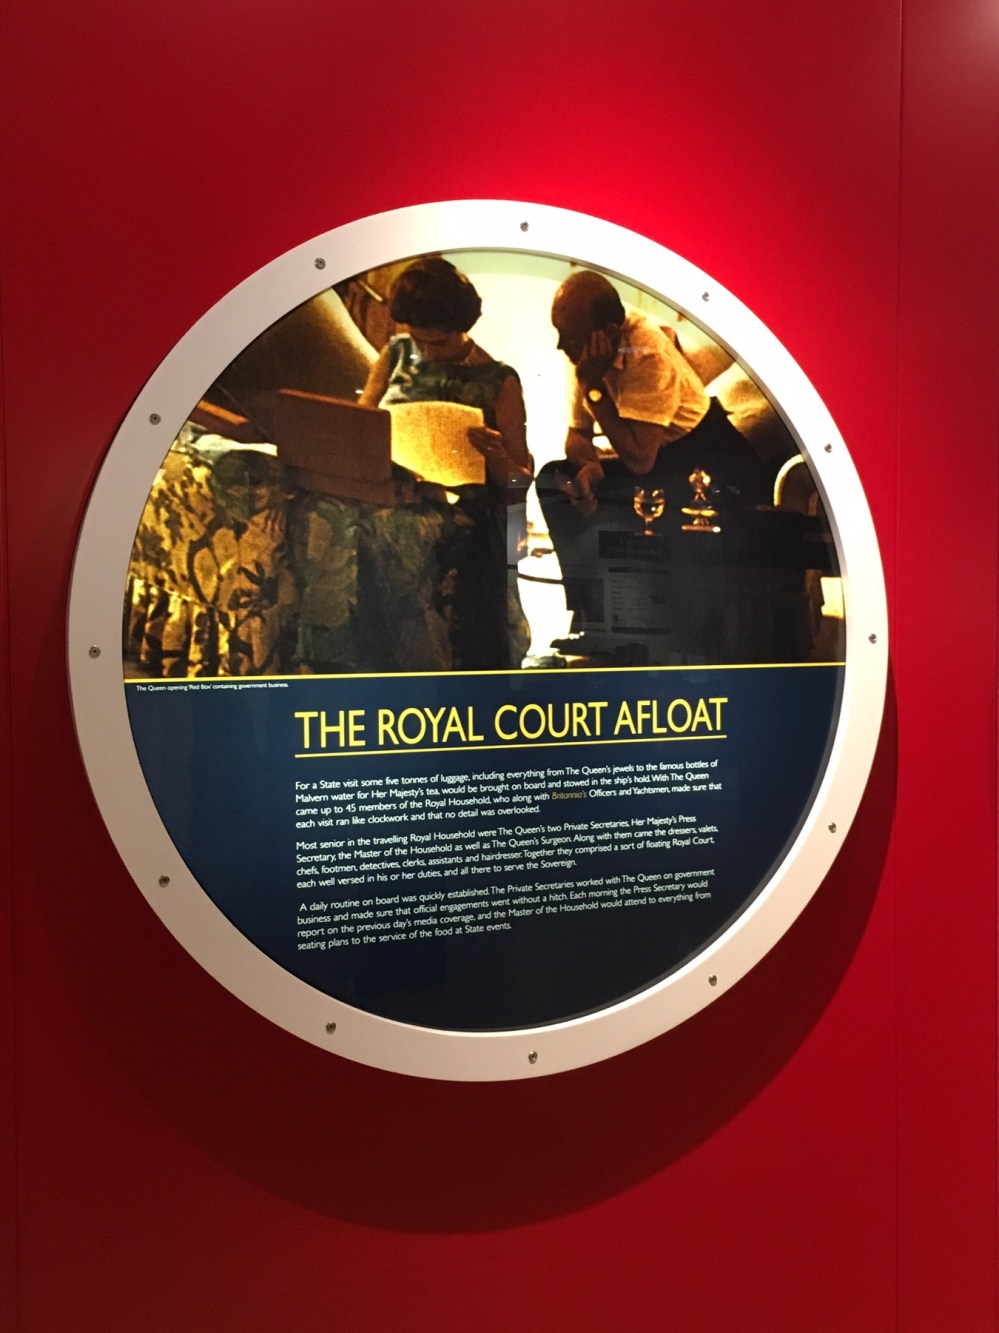 The Queen opening 'Red Box' containing government business.
THE ROYAL COURT AFLOAT
For a State visit some five tonnes of luggage, including everything from The Queen's jewels to the famous bottles of
Malvern water for Her Majesty's tea, would be brought on board and stowed in the ship's hold. With The Queen
came up to 45 members of the Royal Household, who along with Britannia's Officers and Yachtsmen, made sure that
each visit ran like clockwork and that no detail was overlooked.
Most senior in the travelling Royal Household were The Queen's two Private Secretaries, Her Majesty's Press
Secretary, the Master of the Household as well as The Queen's Surgeon. Along with them came the dressers, valets,
chefs, footmen, detectives, clerks, assistants and hairdresser. Together they comprised a sort of floating Royal Court,
each well versed in his or her duties, and all there to serve the Sovereign.
A daily routine on board was quickly established. The Private Secretaries worked with The Queen on government
business and made sure that official engagements went without a hitch. Each morning the Press Secretary would
report on the previous day's media coverage, and the Master of the Household would attend to everything from
seating plans to the service of the food at State events.